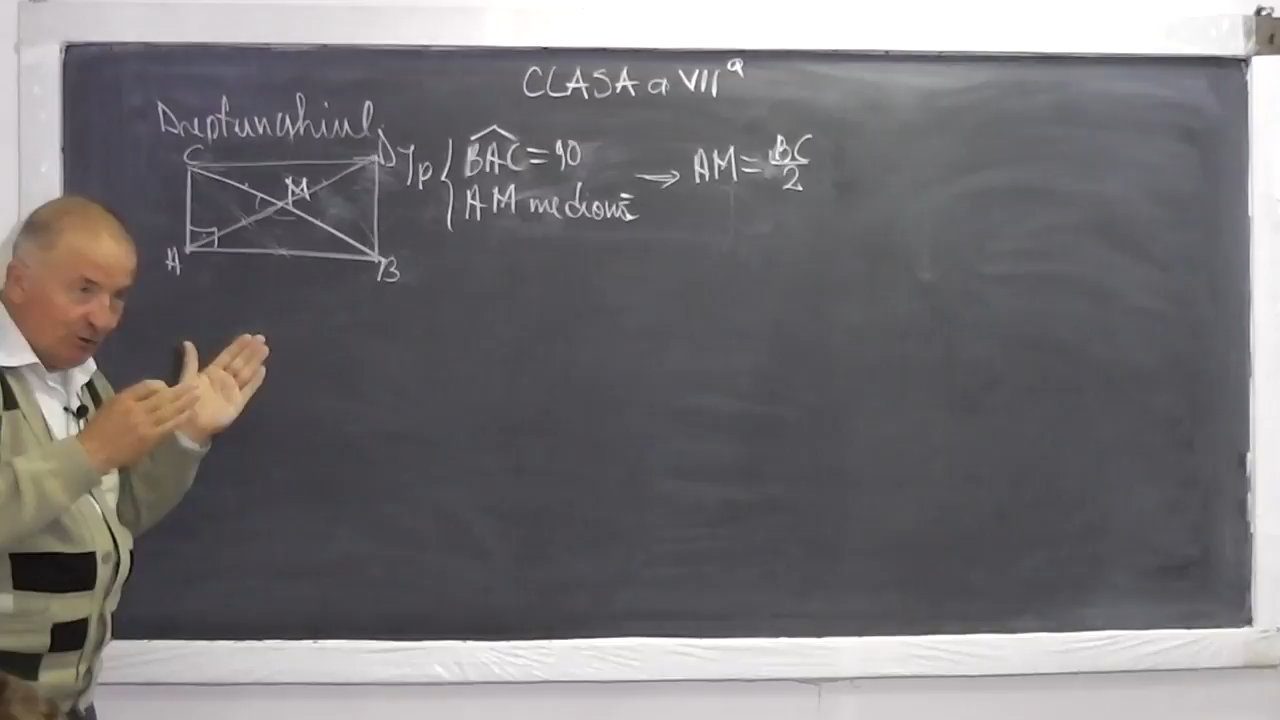 CLASA a VII a
Dreptunghiul
C D
M
A B
Ip { BAC = 90
AM mediană
→ AM = BC/2